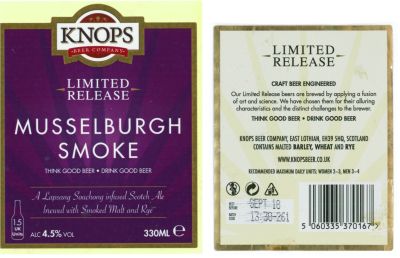 KNOPS
BEER COMPANY
LIMITED
RELEASE
MUSSELBURGH
SMOKE
THINK GOOD BEER • DRINK GOOD BEER
A Lapsang Souchong infused Scotch Ale
brewed with Smoked Malt and Rye
1.5
UK
Units
ALC 4.5% VOL
330ML e
LIMITED
RELEASE
CRAFT BEER ENGINEERED
Our Limited Release beers are brewed by applying a fusion
of art and science. We have chosen them for their alluring
characteristics and the distinct challenges to the brewer.
THINK GOOD BEER • DRINK GOOD BEER
KNOPS BEER COMPANY, EAST LOTHIAN, EH39 5HQ, SCOTLAND
CONTAINS MALTED BARLEY, WHEAT AND RYE
WWW.KNOPSBEER.CO.UK
RECOMMENDED MAXIMUM DAILY UNITS: WOMEN 2–3, MEN 3–4
BEST
BEFORE
SEPT 18
BATCH
CODE
13:30-261
5 060335 370167 >